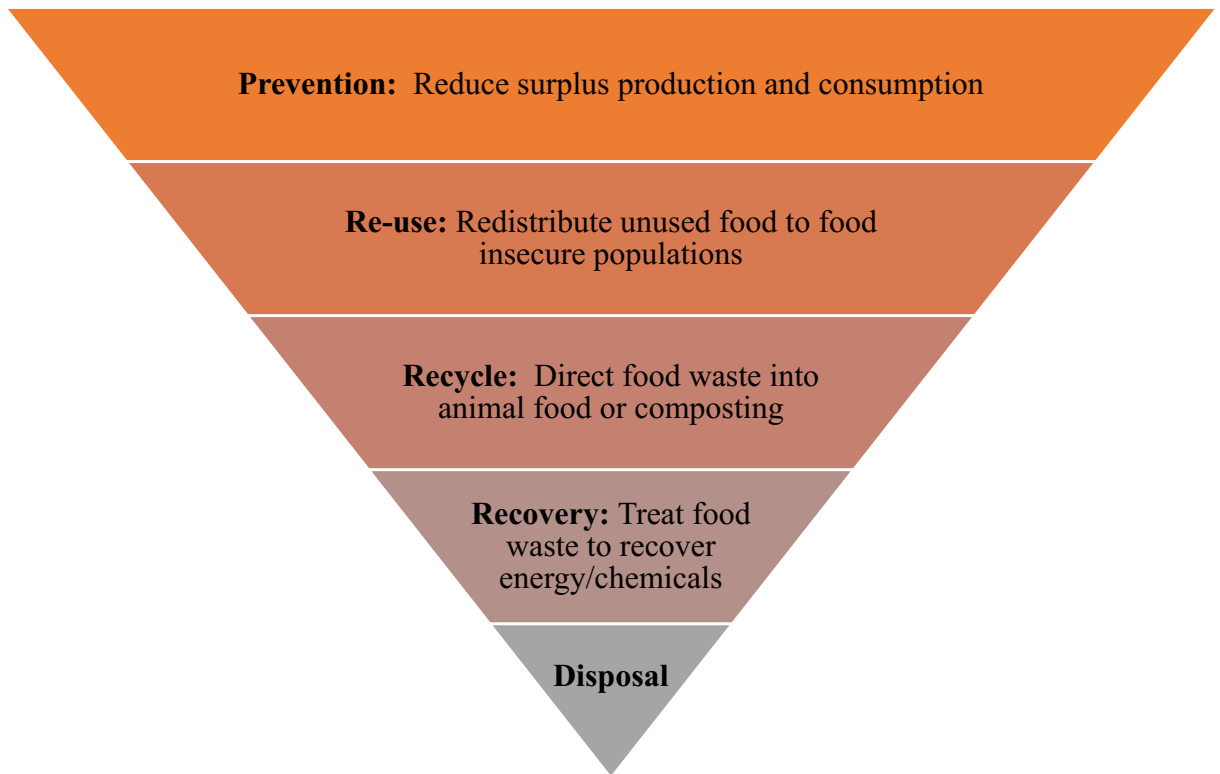 Prevention: Reduce surplus production and consumption
Re-use: Redistribute unused food to food
insecure populations
Recycle: Direct food waste into
animal food or composting
Recovery: Treat food
waste to recover
energy/chemicals
Disposal